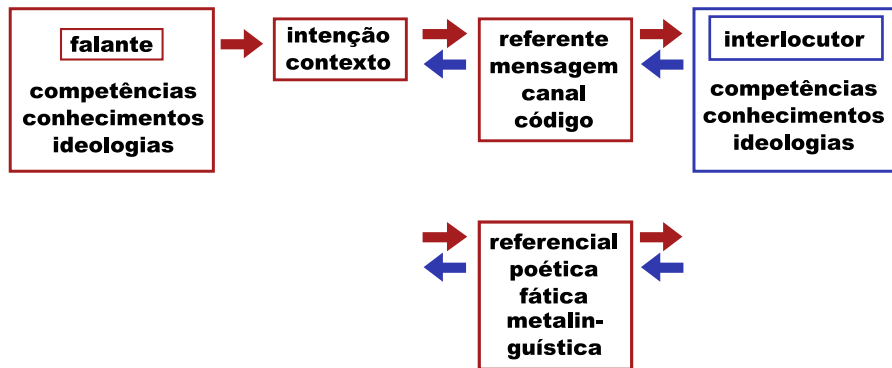 falante
competências
conhecimentos
ideologias
intenção
contexto
referente
mensagem
canal
código
interlocutor
competências
conhecimentos
ideologias
referencial
poética
fática
metalin-
guística